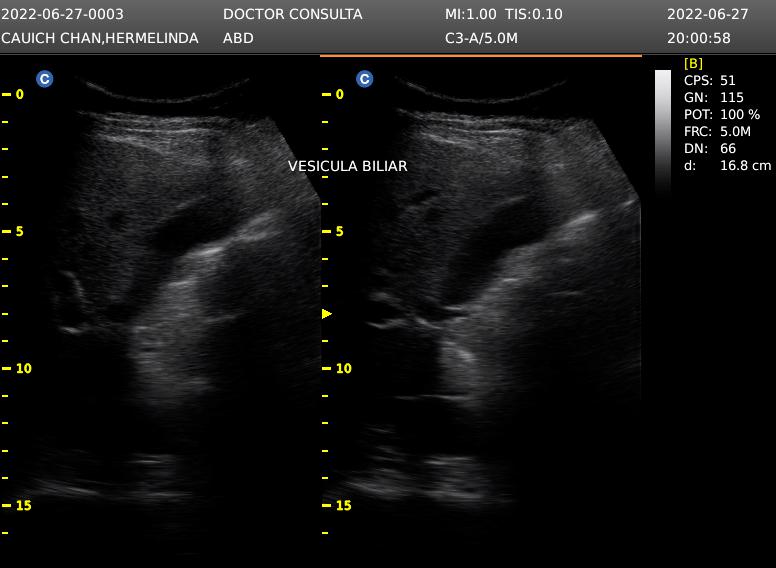 2022-06-27-0003 DOCTOR CONSULTA MI:1.00 TIS:0.10 2022-06-27
CAUICH CHAN,HERMELINDA ABD C3-A/5.0M 20:00:58
C
C
[B]
0
0
CPS: 51
GN: 115
POT: 100 %
FRC: 5.0M
DN: 66
d: 16.8 cm
VESICULA BILIAR
5
5
10
10
15
15